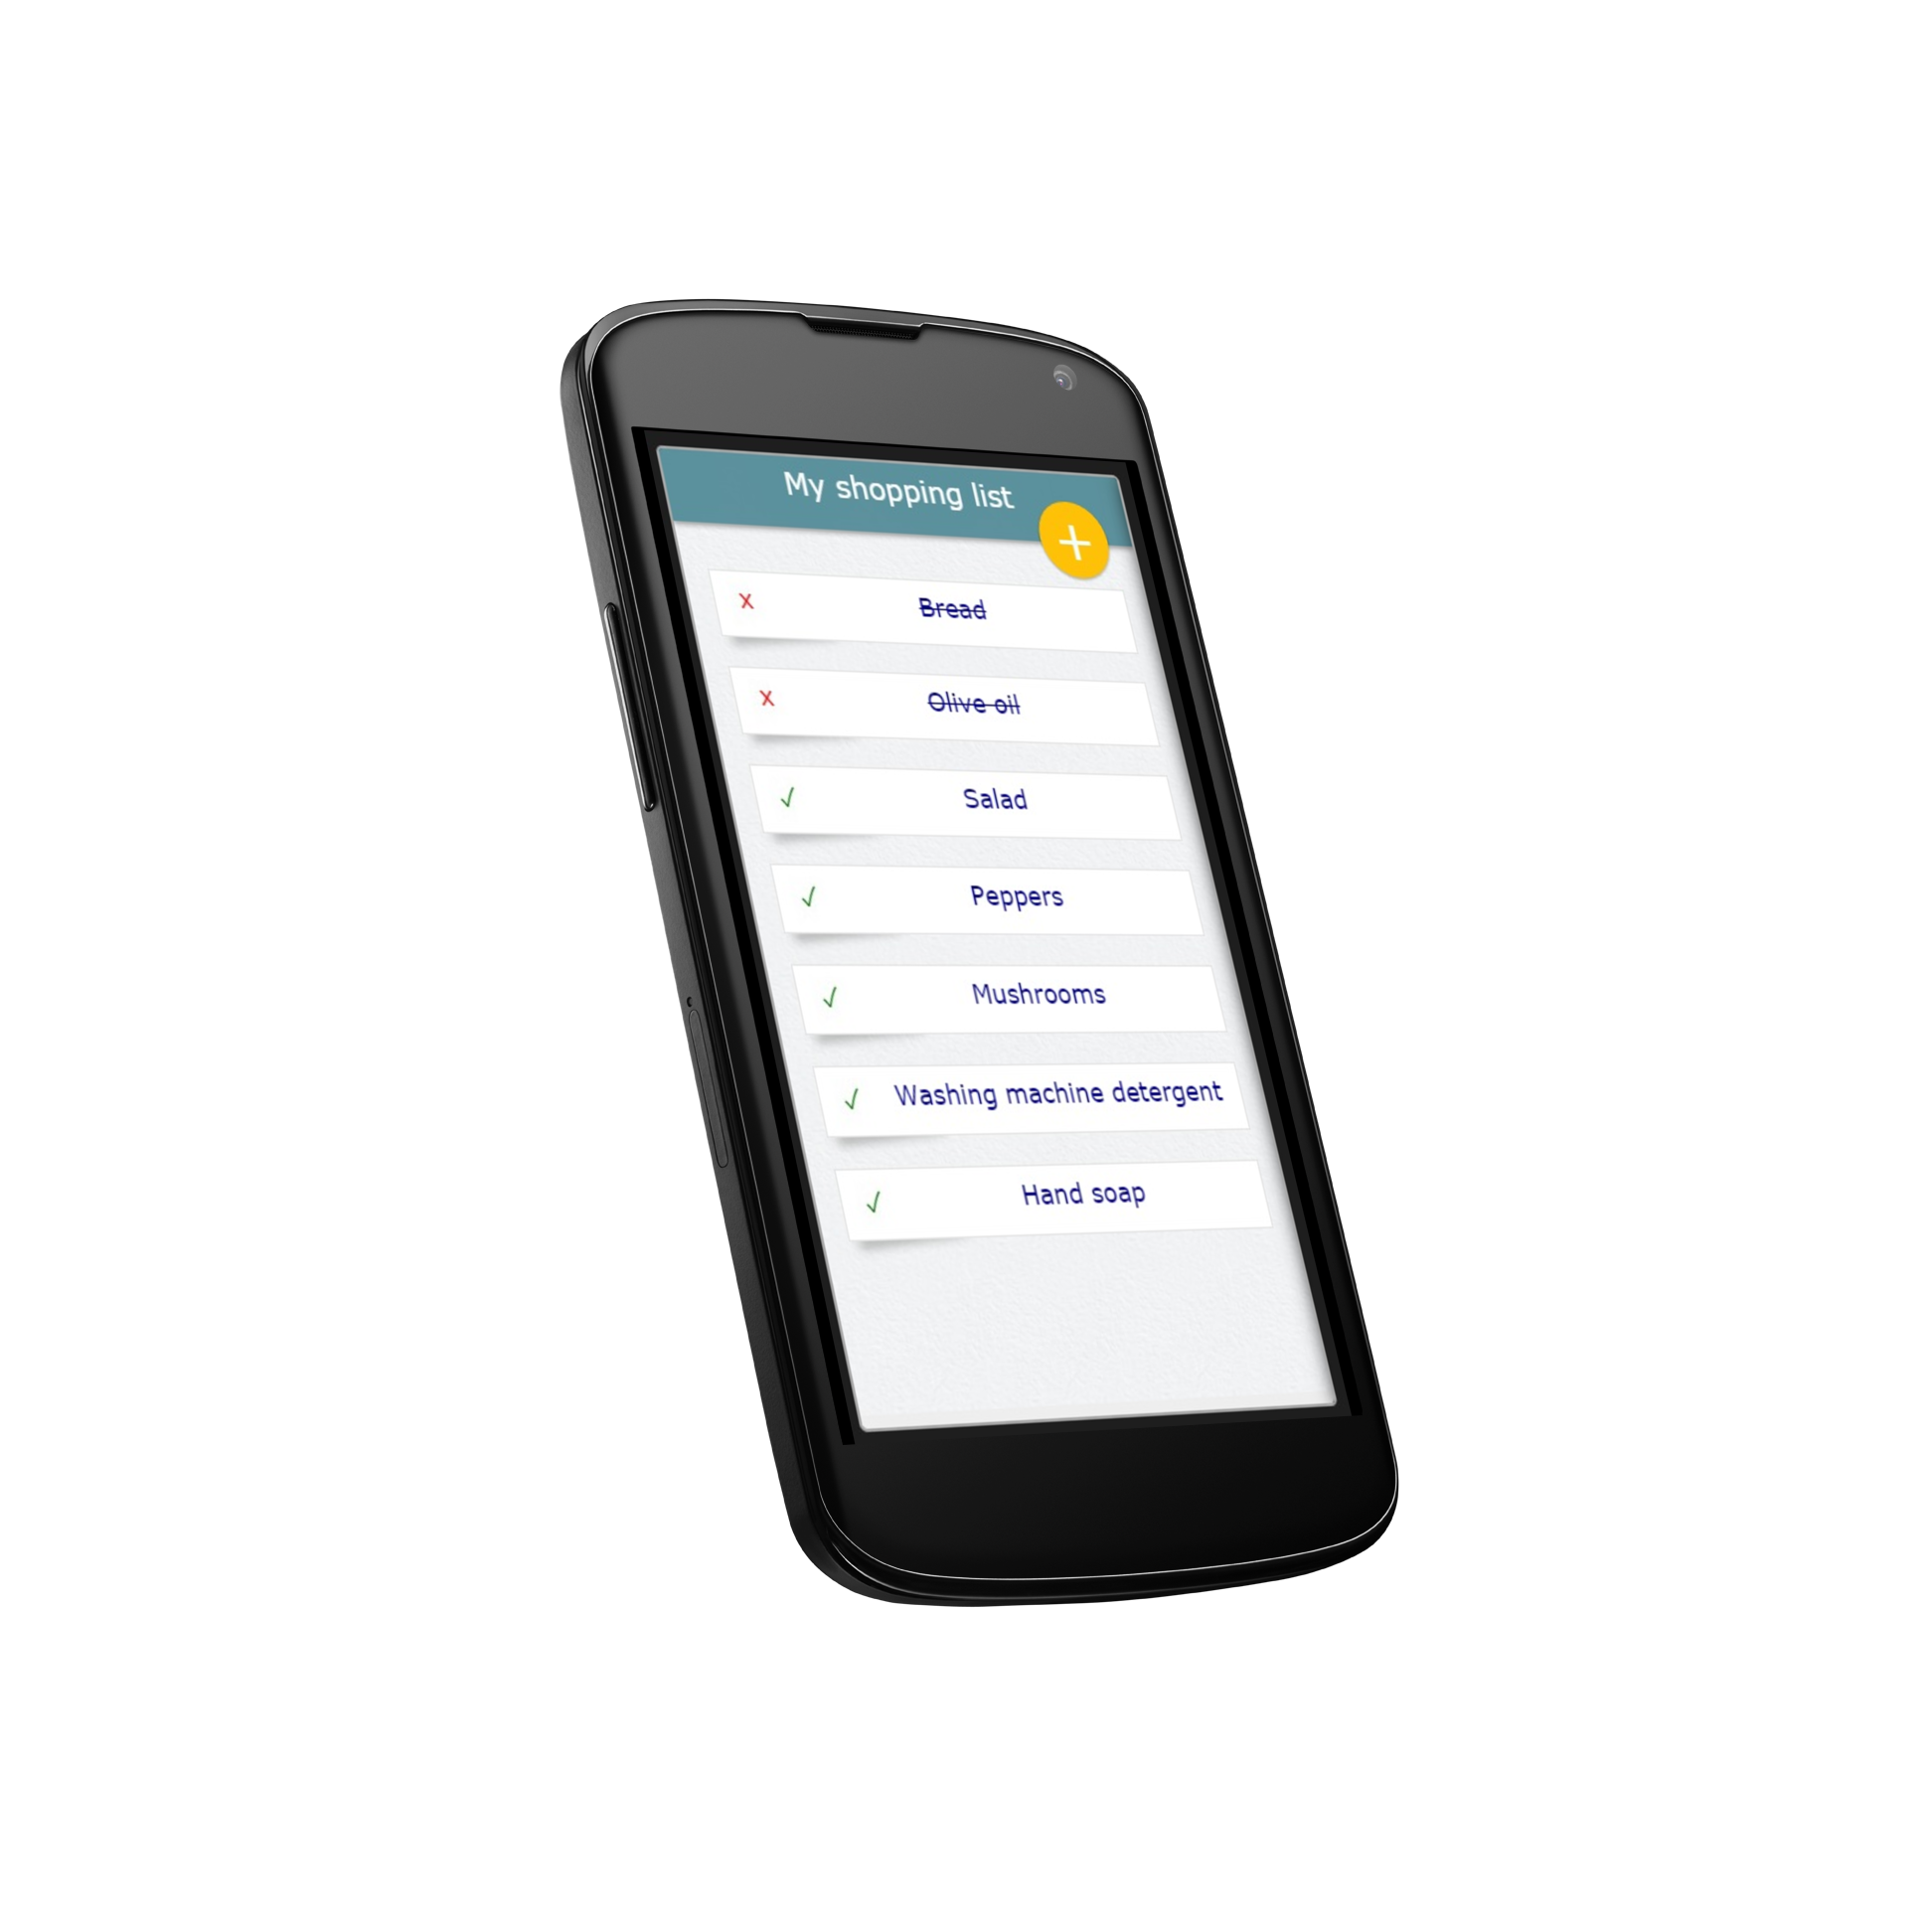 My shopping list
+
x Bread
x Olive oil
✓ Salad
✓ Peppers
✓ Mushrooms
✓ Washing machine detergent
✓ Hand soap